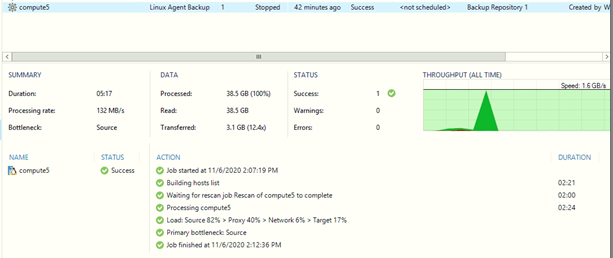 compute5 Linux Agent Backup 1 Stopped 42 minutes ago Success <not scheduled> Backup Repository 1 Created by W
SUMMARY DATA STATUS THROUGHPUT (ALL TIME)
Speed: 1.6 GB/s
Duration: 05:17 Processed: 38.5 GB (100%) Success: 1
Processing rate: 132 MB/s Read: 38.5 GB Warnings: 0
Bottleneck: Source Transferred: 3.1 GB (12.4x) Errors: 0
NAME STATUS ACTION DURATION
compute5 Success Job started at 11/6/2020 2:07:19 PM
Building hosts list 02:21
Waiting for rescan job Rescan of compute5 to complete 02:00
Processing compute5 02:24
Load: Source 82% > Proxy 40% > Network 6% > Target 17%
Primary bottleneck: Source
Job finished at 11/6/2020 2:12:36 PM